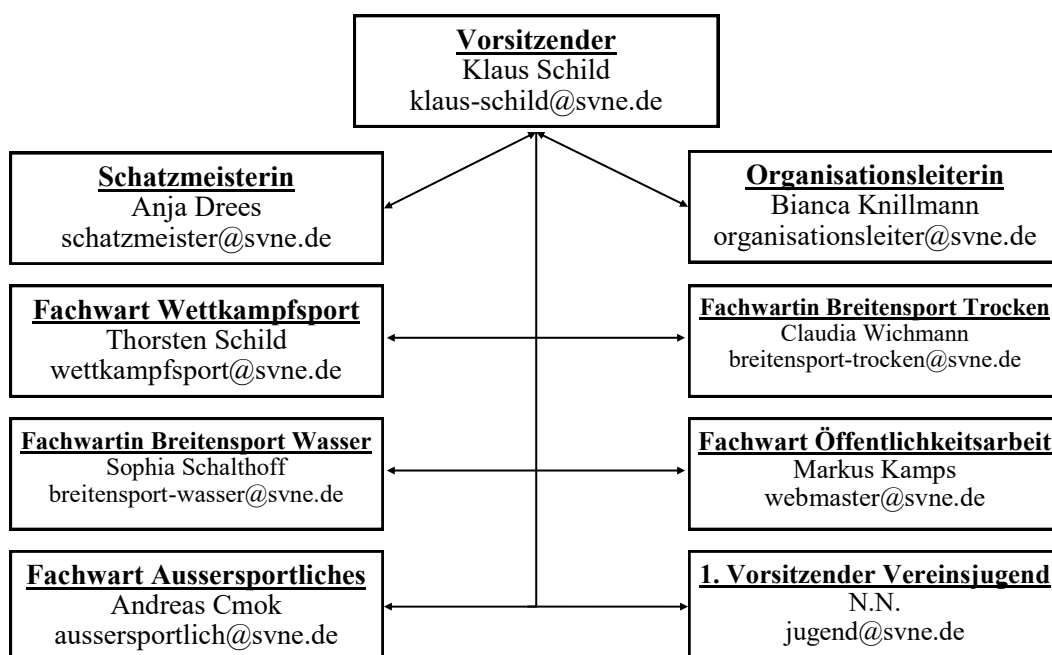 Vorsitzender
Klaus Schild
klaus-schild@svne.de
Schatzmeisterin
Anja Drees
schatzmeister@svne.de
Organisationsleiterin
Bianca Knillmann
organisationsleiter@svne.de
Fachwart Wettkampfsport
Thorsten Schild
wettkampfsport@svne.de
Fachwartin Breitensport Trocken
Claudia Wichmann
breitensport-trocken@svne.de
Fachwartin Breitensport Wasser
Sophia Schalthoff
breitensport-wasser@svne.de
Fachwart Öffentlichkeitsarbeit
Markus Kamps
webmaster@svne.de
Fachwart Aussersportliches
Andreas Cmok
aussersportlich@svne.de
1. Vorsitzender Vereinsjugend
N.N.
jugend@svne.de